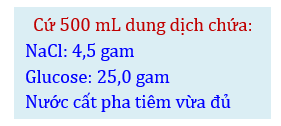 Cứ 500 mL dung dịch chứa:
NaCl: 4,5 gam
Glucose: 25,0 gam
Nước cất pha tiêm vừa đủ